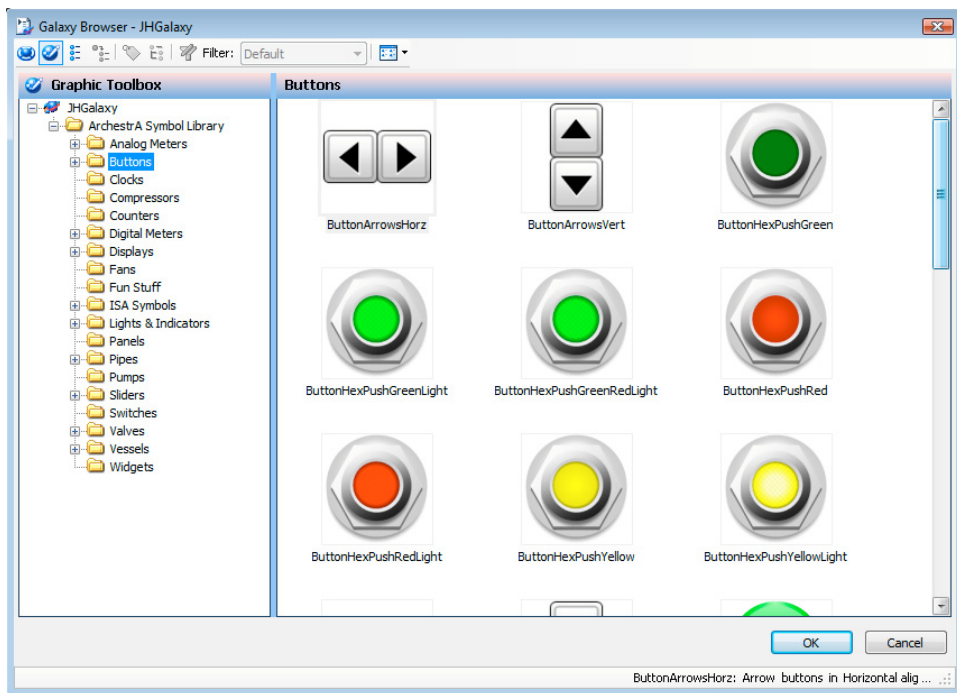 Galaxy Browser - JHGalaxy
Filter: Default
Graphic Toolbox
Buttons
JHGalaxy
ArchestrA Symbol Library
Analog Meters
Buttons
Clocks
Compressors
Counters
Digital Meters
Displays
Fans
Fun Stuff
ISA Symbols
Lights & Indicators
Panels
Pipes
Pumps
Sliders
Switches
Valves
Vessels
Widgets
ButtonArrowsHorz ButtonArrowsVert ButtonHexPushGreen
ButtonHexPushGreenLight ButtonHexPushGreenRedLight ButtonHexPushRed
ButtonHexPushRedLight ButtonHexPushYellow ButtonHexPushYellowLight
OK Cancel
ButtonArrowsHorz: Arrow buttons in Horizontal alig ...